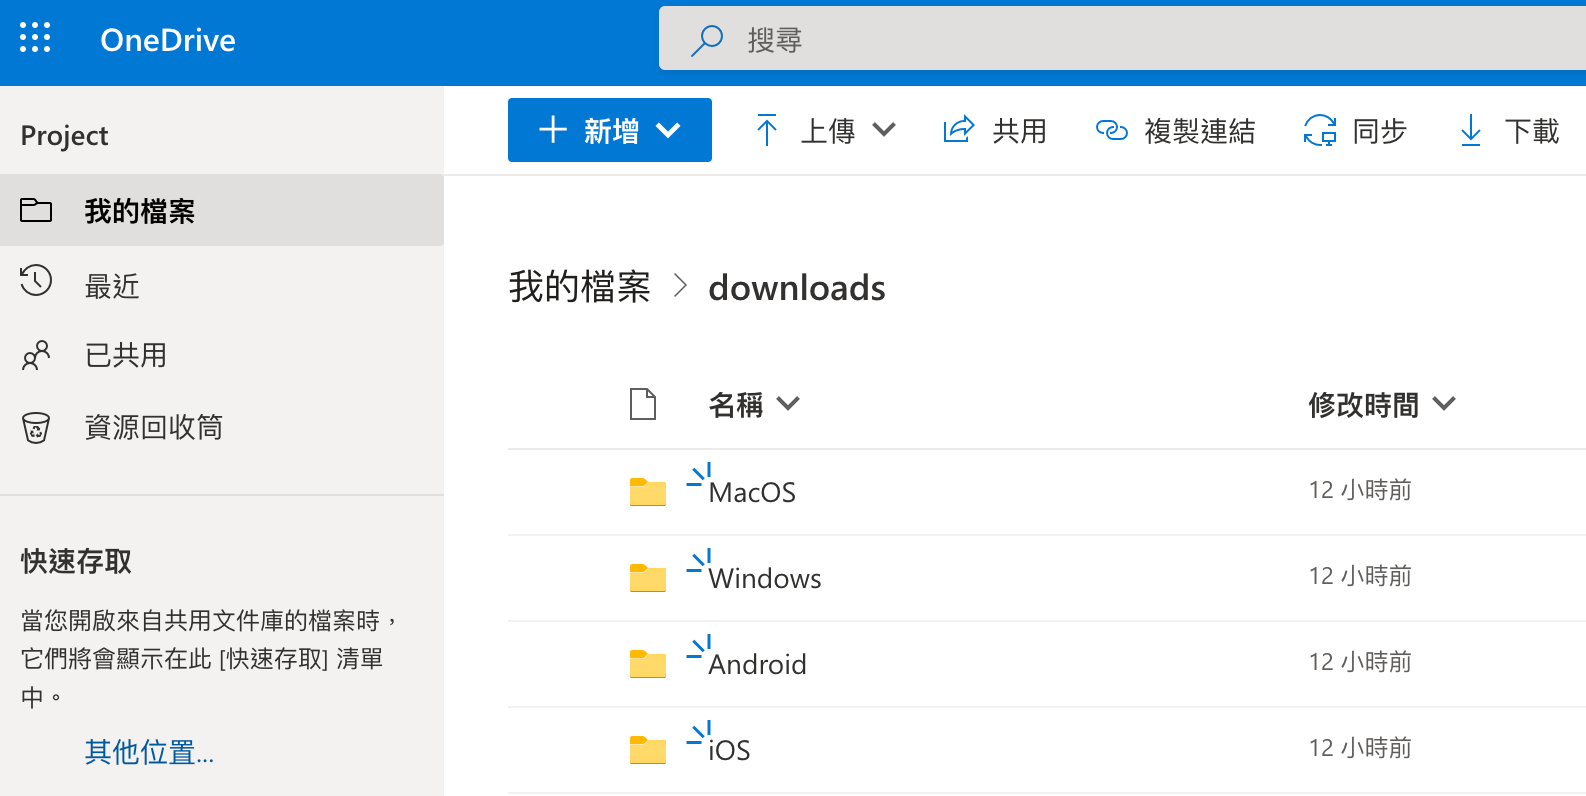 OneDrive
搜尋
Project
我的檔案
最近
已共用
資源回收筒
快速存取
當您開啟來自共用文件庫的檔案時，
它們將會顯示在此 [快速存取] 清單
中。
其他位置...
新增
上傳
共用
複製連結
同步
下載
我的檔案 > downloads
名稱
修改時間
MacOS
12 小時前
Windows
12 小時前
Android
12 小時前
iOS
12 小時前